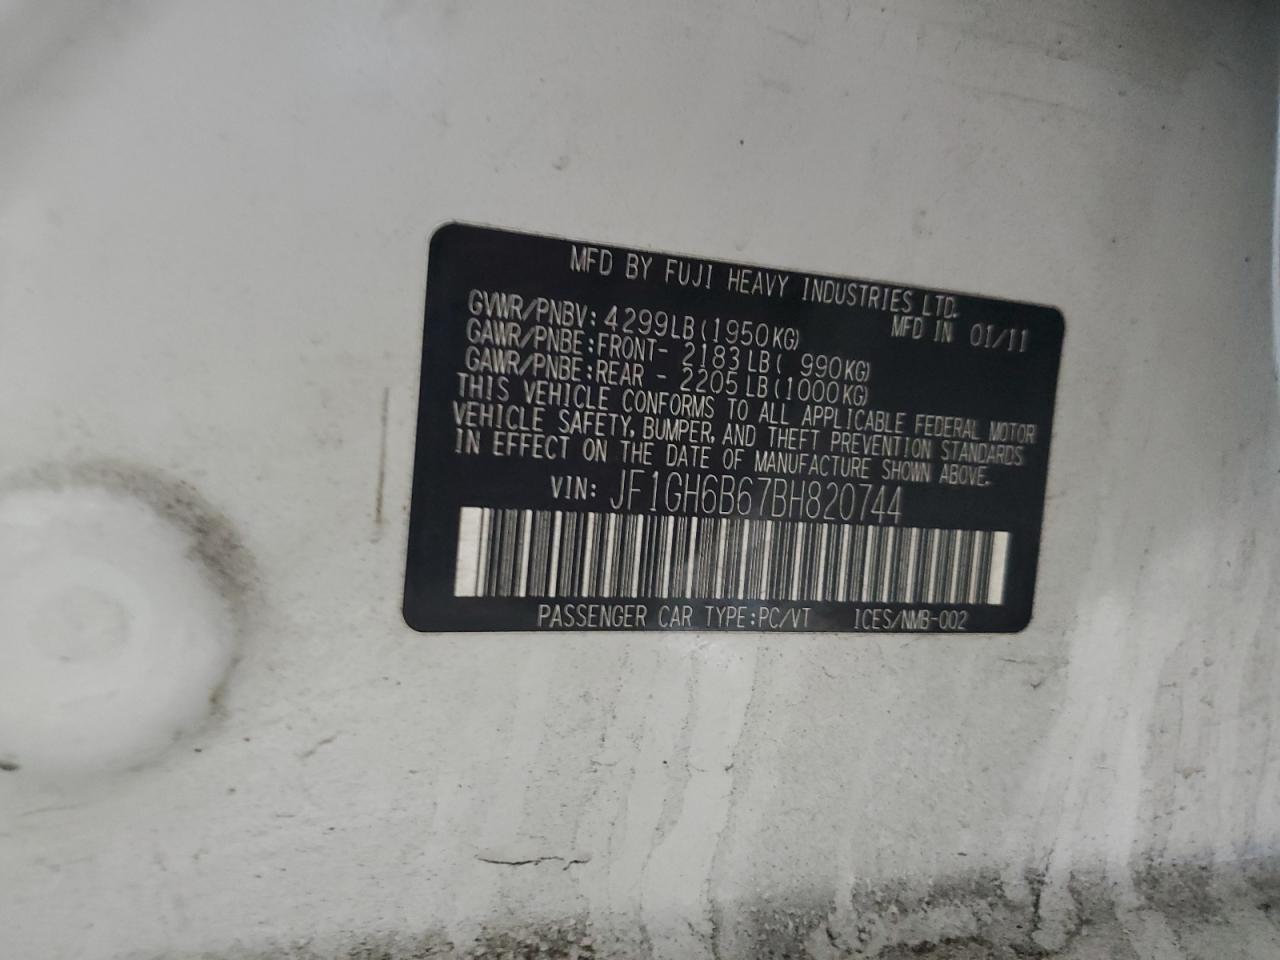 MFD BY FUJI HEAVY INDUSTRIES LTD.
MFD IN 01/11
GVWR/PNBV: 4299LB(1950KG)
GAWR/PNBE:FRONT- 2183LB( 990KG)
GAWR/PNBE:REAR - 2205LB(1000KG)
THIS VEHICLE CONFORMS TO ALL APPLICABLE FEDERAL MOTOR
VEHICLE SAFETY, BUMPER, AND THEFT PREVENTION STANDARDS
IN EFFECT ON THE DATE OF MANUFACTURE SHOWN ABOVE.
VIN: JF1GH6B67BH820744
PASSENGER CAR TYPE:PC/VT ICES/NMB-002